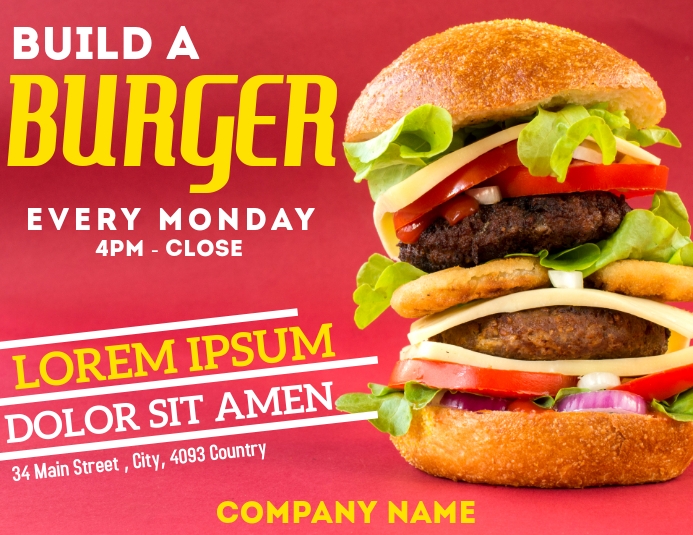 BUILD A
BURGER
EVERY MONDAY
4PM - CLOSE
LOREM IPSUM
DOLOR SIT AMEN
34 Main Street , City, 4093 Country
COMPANY NAME